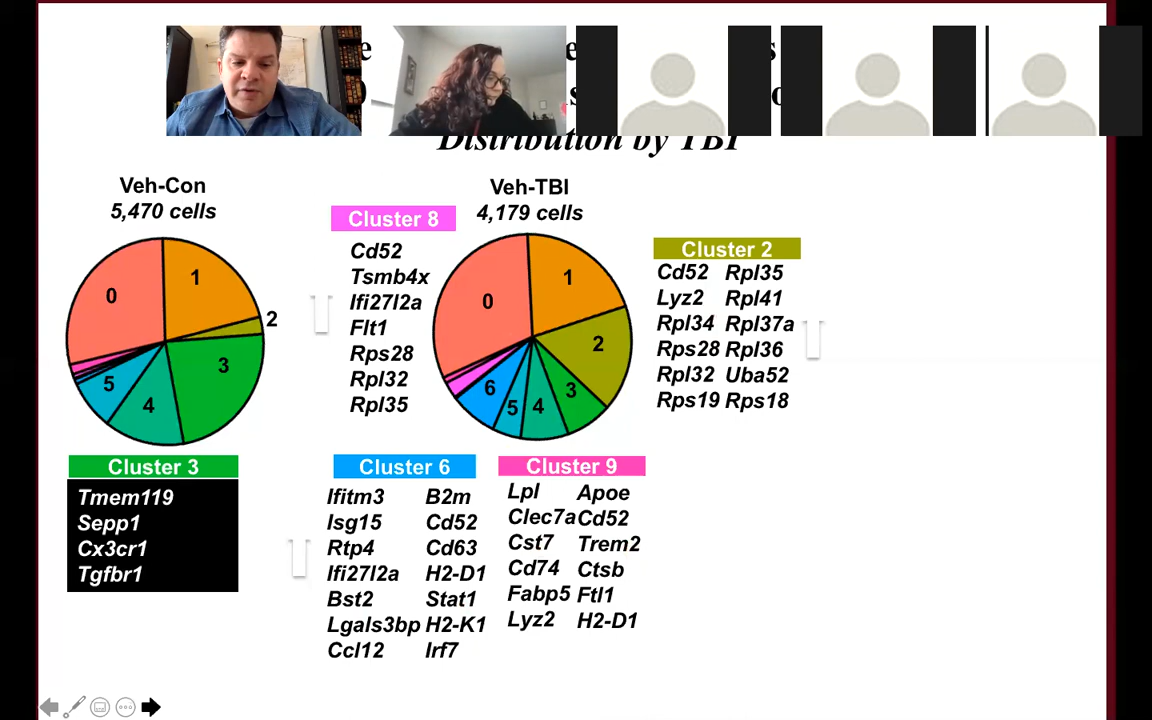 Distribution by TBI
Veh-Con
5,470 cells
0
1
2
3
4
5
Cluster 8
Cd52
Tsmb4x
Ifi27l2a
Flt1
Rps28
Rpl32
Rpl35
Veh-TBI
4,179 cells
0
1
2
3
4
5
6
Cluster 2
Cd52 Rpl35
Lyz2 Rpl41
Rpl34 Rpl37a
Rps28 Rpl36
Rpl32 Uba52
Rps19 Rps18
Cluster 3
Tmem119
Sepp1
Cx3cr1
Tgfbr1
Cluster 6
Ifitm3 B2m
Isg15 Cd52
Rtp4 Cd63
Ifi27l2a H2-D1
Bst2 Stat1
Lgals3bp H2-K1
Ccl12 Irf7
Cluster 9
Lpl Apoe
Clec7a Cd52
Cst7 Trem2
Cd74 Ctsb
Fabp5 Ftl1
Lyz2 H2-D1